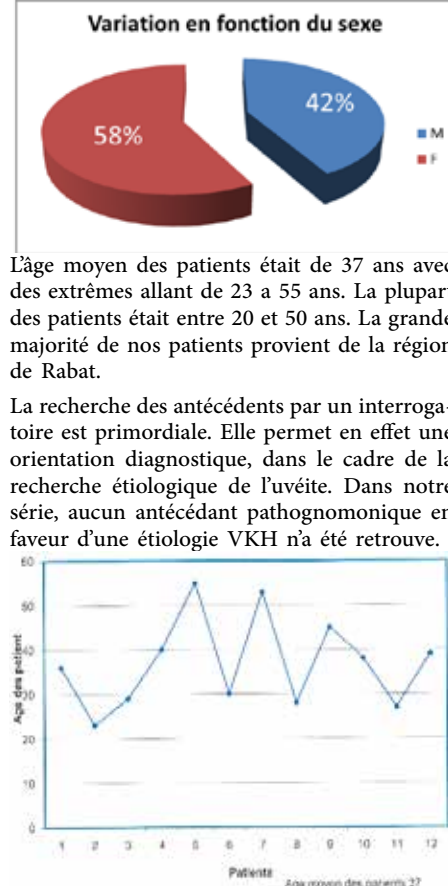 Variation en fonction du sexe
42%
58%
M
F
L'âge moyen des patients était de 37 ans avec
des extrêmes allant de 23 a 55 ans. La plupart
des patients était entre 20 et 50 ans. La grande
majorité de nos patients provient de la région
de Rabat.
La recherche des antécédents par un interroga-
toire est primordiale. Elle permet en effet une
orientation diagnostique, dans le cadre de la
recherche étiologique de l'uvéite. Dans notre
série, aucun antécédant pathognomonique en
faveur d'une étiologie VKH n'a été retrouve.
60
50
40
30
20
10
0
Age des patient
1 2 3 4 5 6 7 8 9 10 11 12
Patients
Age moyen des patients 27